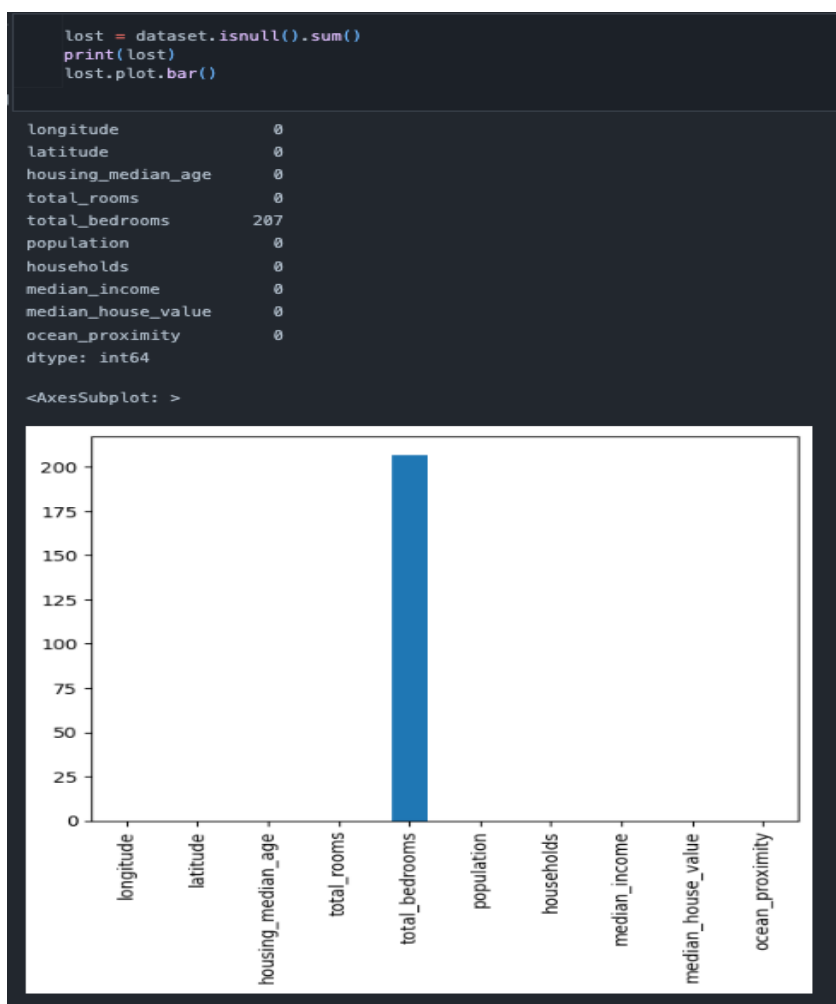 lost = dataset.isnull().sum()
print(lost)
lost.plot.bar()
longitude 0
latitude 0
housing_median_age 0
total_rooms 0
total_bedrooms 207
population 0
households 0
median_income 0
median_house_value 0
ocean_proximity 0
dtype: int64
<AxesSubplot: >
200
175
150
125
100
75
50
25
0
longitude
latitude
housing_median_age
total_rooms
total_bedrooms
population
households
median_income
median_house_value
ocean_proximity